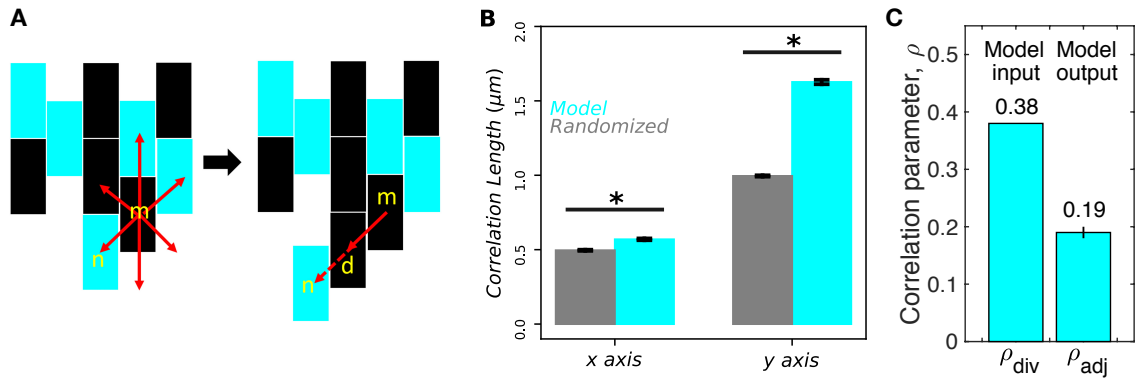 A
m
n
m
d
n
B
Correlation Length (μm)
2.0
1.5
1.0
0.5
0.0
*
*
Model
Randomized
x axis
y axis
C
Correlation parameter, ρ
0.5
0.4
0.3
0.2
0.1
0
Model input
Model output
0.38
0.19
ρdiv
ρadj